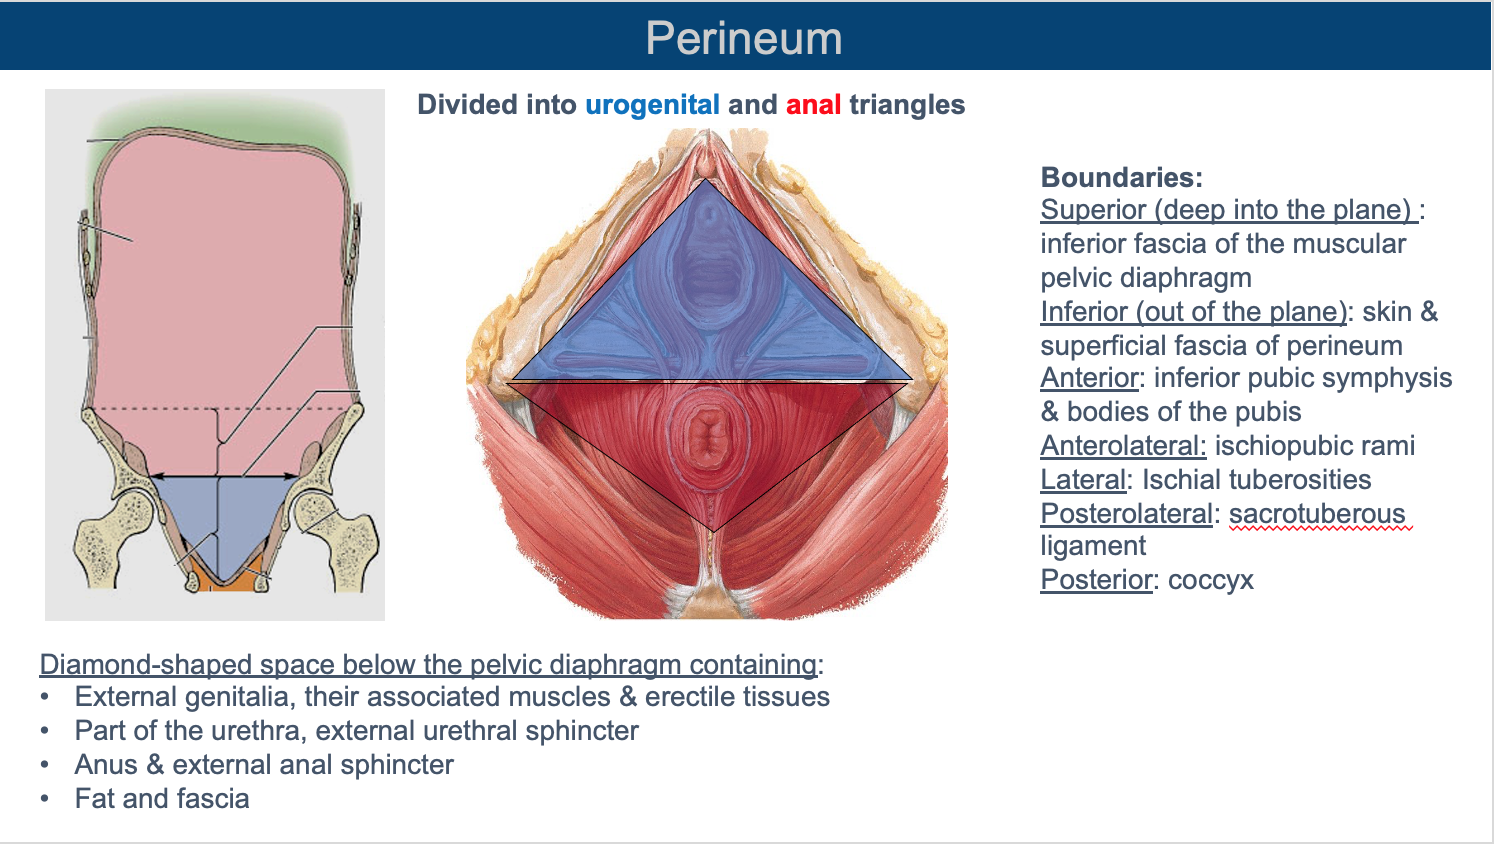 Perineum
Divided into urogenital and anal triangles
Boundaries:
Superior (deep into the plane) :
inferior fascia of the muscular
pelvic diaphragm
Inferior (out of the plane): skin &
superficial fascia of perineum
Anterior: inferior pubic symphysis
& bodies of the pubis
Anterolateral: ischiopubic rami
Lateral: Ischial tuberosities
Posterolateral: sacrotuberous
ligament
Posterior: coccyx
Diamond-shaped space below the pelvic diaphragm containing:
• External genitalia, their associated muscles & erectile tissues
• Part of the urethra, external urethral sphincter
• Anus & external anal sphincter
• Fat and fascia